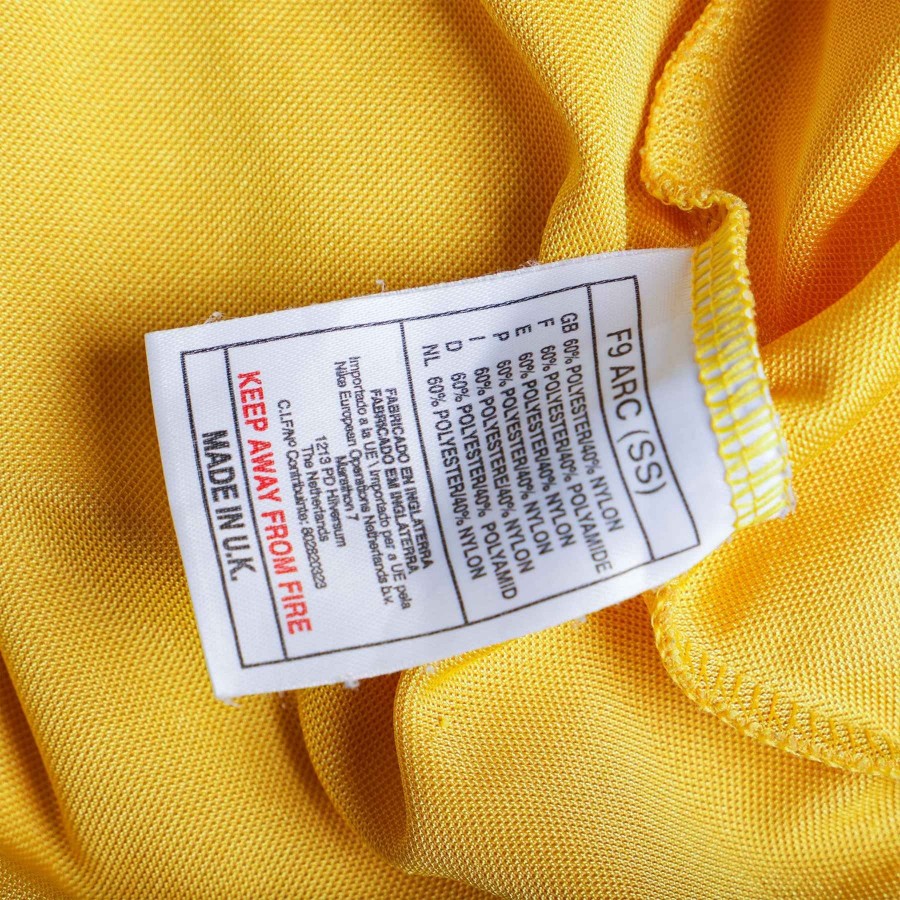 F9 ARC (SS)
GB 60% POLYESTER/40% NYLON
F 60% POLYESTER/40% POLYAMIDE
E 60% POLYESTER/40% NYLON
P 60% POLYESTER/40% NYLON
I 60% POLYESTERE/40% NYLON
D 60% POLYESTER/40% POLYAMID
NL 60% POLYESTER/40% NYLON
FABRICADO EN INGLATERRA
FABRICADO EM INGLATERRA
Importado a la UE \ Importado per a UE pela
Nike European Operations Netherlands b.v.
Marathon 7
1213 PD Hilversum
The Netherlands
C.I.F/Nº Contribuinte: 802820323
KEEP AWAY FROM FIRE
MADE IN U.K.